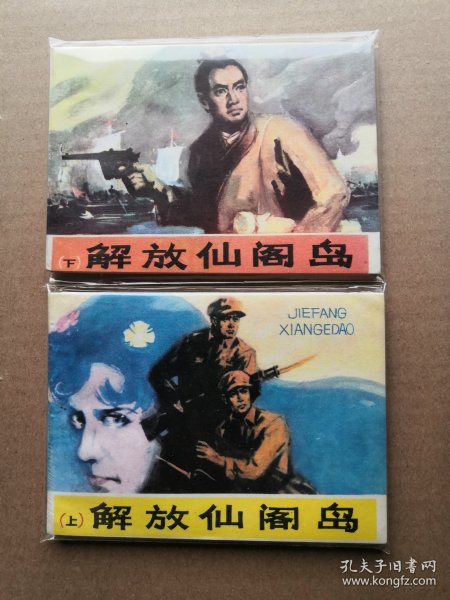 (下) 解放仙阁岛
JIEFANG
XIANGEDAO
(上) 解放仙阁岛
孔夫子旧书网
www.kongfz.com